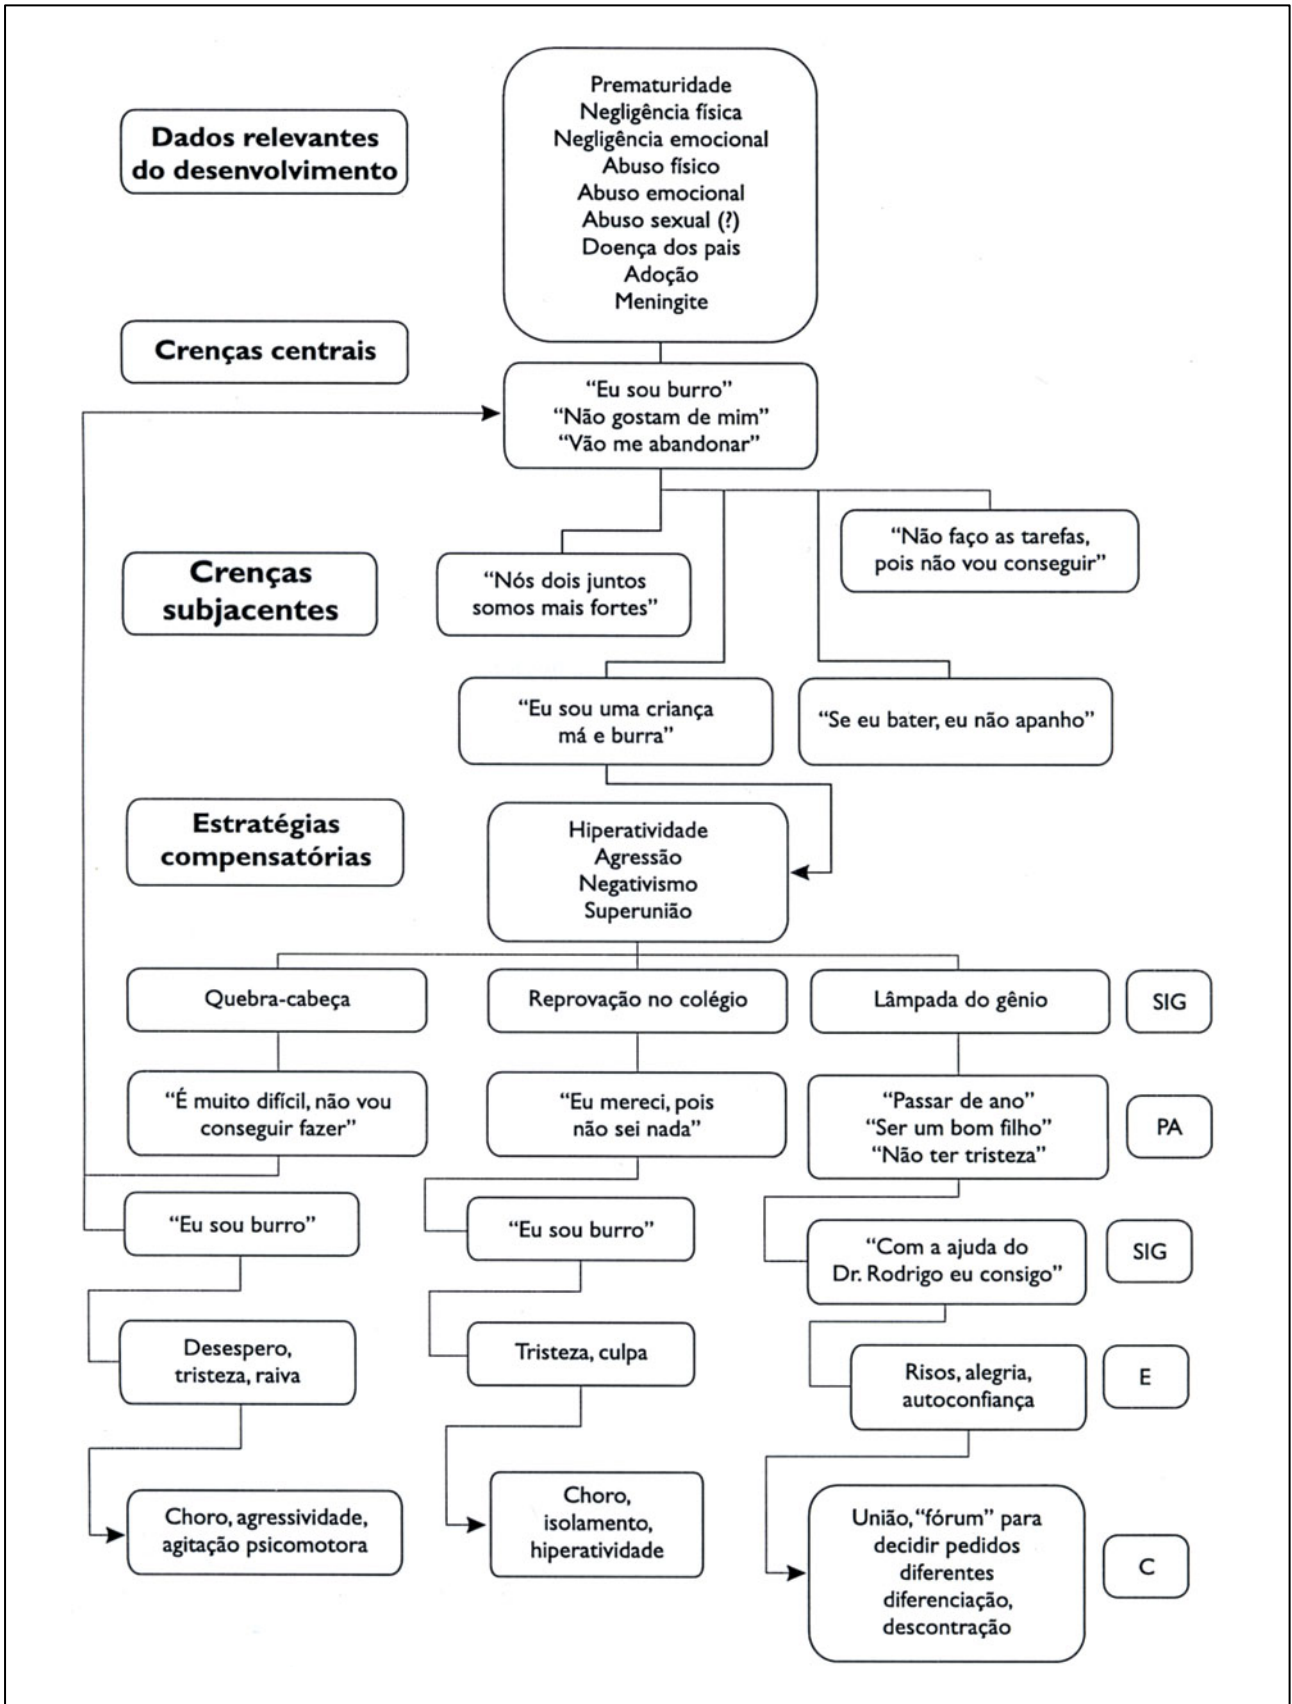 Dados relevantes
do desenvolvimento
Prematuridade
Negligência física
Negligência emocional
Abuso físico
Abuso emocional
Abuso sexual (?)
Doença dos pais
Adoção
Meningite
Crenças centrais
“Eu sou burro”
“Não gostam de mim”
“Vão me abandonar”
Crenças
subjacentes
“Nós dois juntos
somos mais fortes”
“Não faço as tarefas,
pois não vou conseguir”
“Eu sou uma criança
má e burra”
“Se eu bater, eu não apanho”
Estratégias
compensatórias
Hiperatividade
Agressão
Negativismo
Superunião
Quebra-cabeça
Reprovação no colégio
Lâmpada do gênio
SIG
“É muito difícil, não vou
conseguir fazer”
“Eu mereci, pois
não sei nada”
“Passar de ano”
“Ser um bom filho”
“Não ter tristeza”
PA
“Eu sou burro”
“Eu sou burro”
“Com a ajuda do
Dr. Rodrigo eu consigo”
SIG
Desespero,
tristeza, raiva
Tristeza, culpa
Risos, alegria,
autoconfiança
E
Choro, agressividade,
agitação psicomotora
Choro,
isolamento,
hiperatividade
União, “fórum” para
decidir pedidos
diferentes
diferenciação,
descontração
C